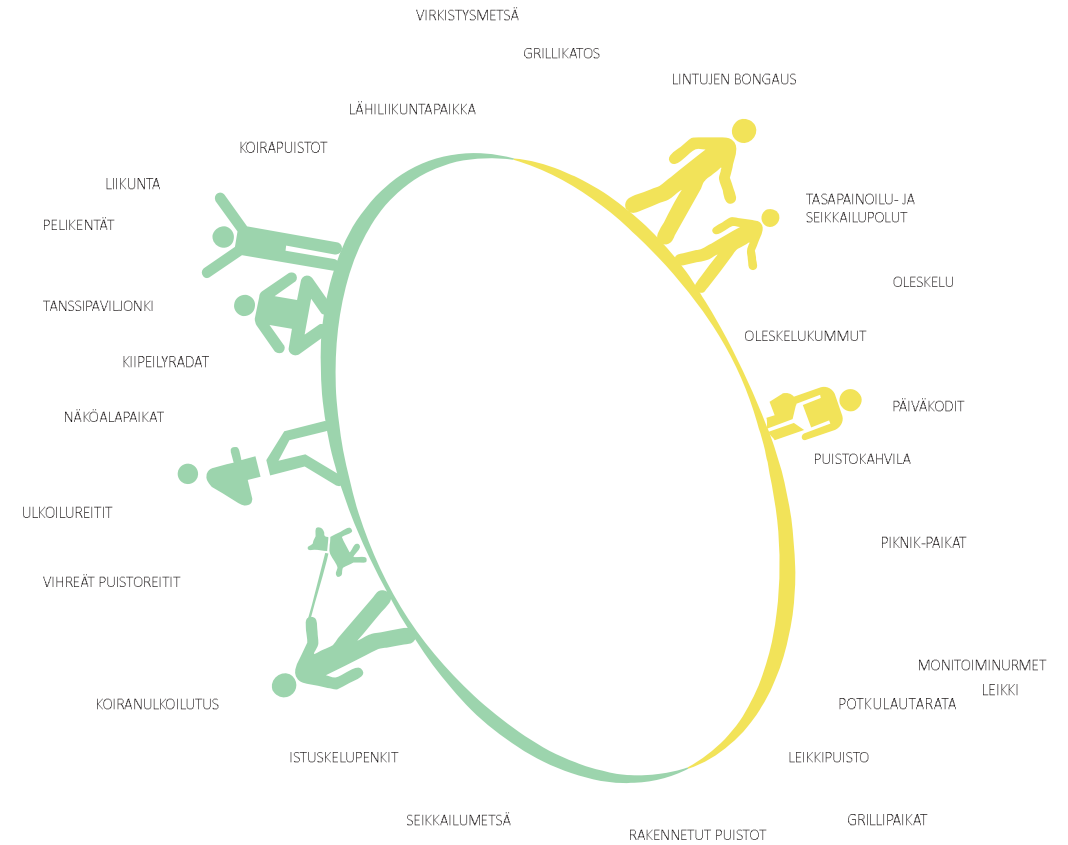 VIRKISTYSMETSÄ
GRILLIKATOS
LINTUJEN BONGAUS
LÄHILIIKUNTAPAIKKA
KOIRAPUISTOT
LIIKUNTA
TASAPAINOILU- JA
SEIKKAILUPOLUT
PELIKENTÄT
OLESKELU
TANSSIPAVILJONKI
OLESKELUKUMMUT
KIIPEILYRADAT
PÄIVÄKODIT
NÄKÖALAPAIKAT
PUISTOKAHVILA
ULKOILUREITIT
PIKNIK-PAIKAT
VIHREÄT PUISTOREITIT
MONITOIMINURMET
LEIKKI
KOIRANULKOILUTUS
POTKULAUTARATA
ISTUSKELUPENKIT
LEIKKIPUISTO
SEIKKAILUMETSÄ
GRILLIPAIKAT
RAKENNETUT PUISTOT